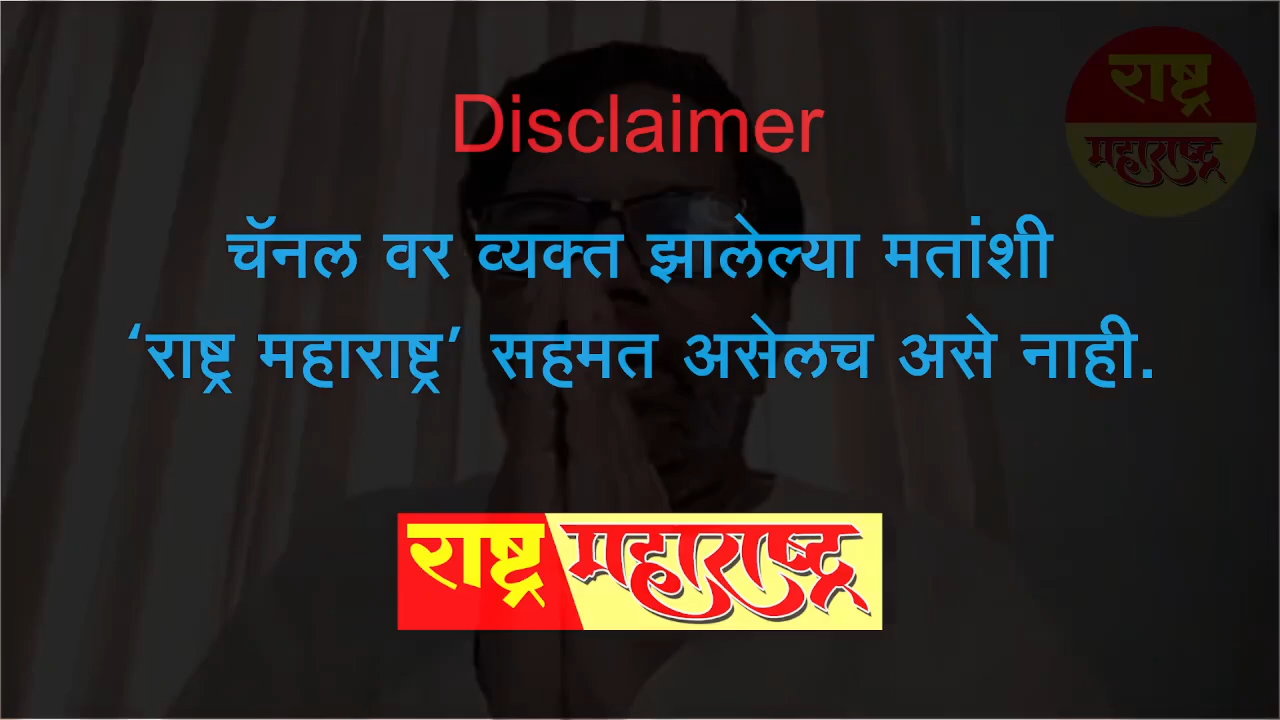 Disclaimer
राष्ट्र
महाराष्ट्र
चॅनल वर व्यक्त झालेल्या मतांशी
‘राष्ट्र महाराष्ट्र’ सहमत असेलच असे नाही.
राष्ट्र महाराष्ट्र